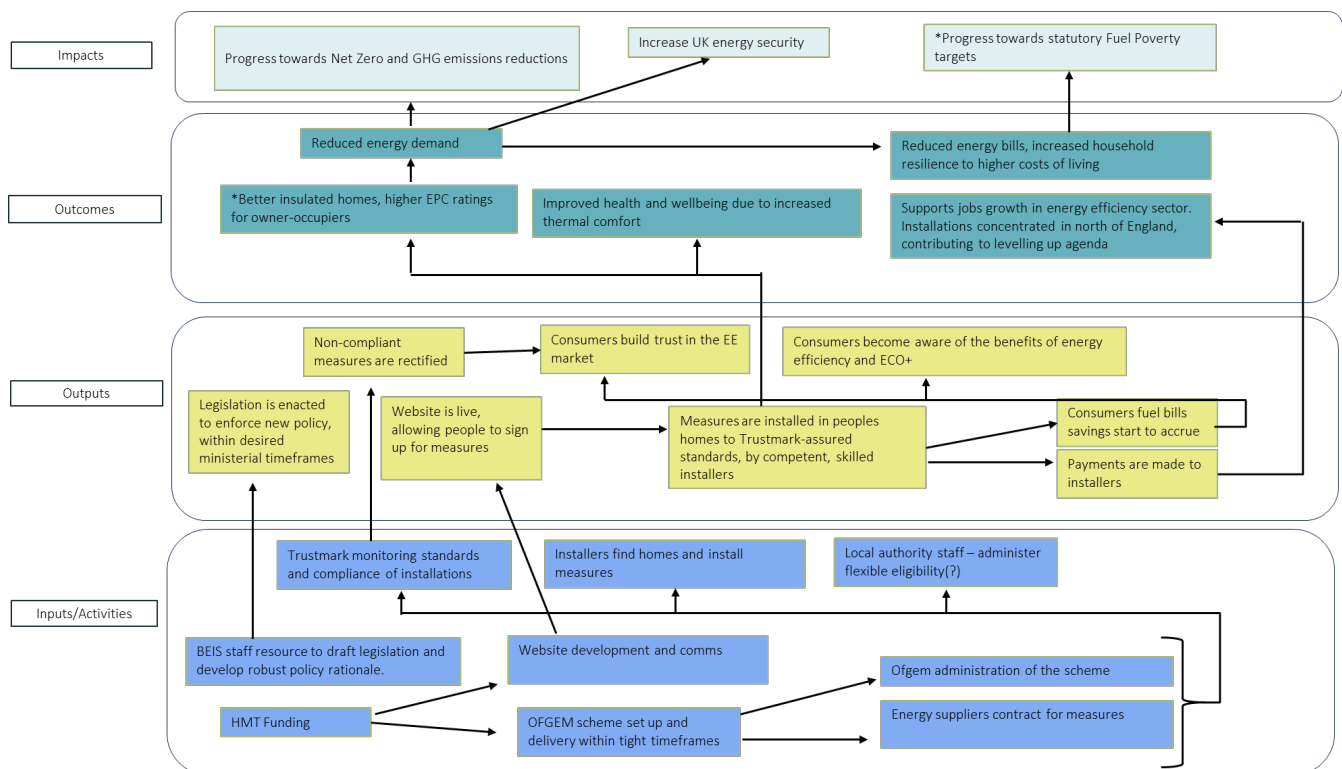 Impacts
Progress towards Net Zero and GHG emissions reductions
Increase UK energy security
*Progress towards statutory Fuel Poverty
targets
Outcomes
Reduced energy demand
Reduced energy bills, increased household
resilience to higher costs of living
*Better insulated homes, higher EPC ratings
for owner-occupiers
Improved health and wellbeing due to increased
thermal comfort
Supports jobs growth in energy efficiency sector.
Installations concentrated in north of England,
contributing to levelling up agenda
Outputs
Non-compliant
measures are rectified
Consumers build trust in the EE
market
Consumers become aware of the benefits of energy
efficiency and ECO+
Legislation is enacted
to enforce new policy,
within desired
ministerial timeframes
Website is live,
allowing people to sign
up for measures
Measures are installed in peoples
homes to Trustmark-assured
standards, by competent, skilled
installers
Consumers fuel bills
savings start to accrue
Payments are made to
installers
Inputs/Activities
Trustmark monitoring standards
and compliance of installations
Installers find homes and install
measures
Local authority staff – administer
flexible eligibility(?)
BEIS staff resource to draft legislation and
develop robust policy rationale.
Website development and comms
Ofgem administration of the scheme
HMT Funding
OFGEM scheme set up and
delivery within tight timeframes
Energy suppliers contract for measures